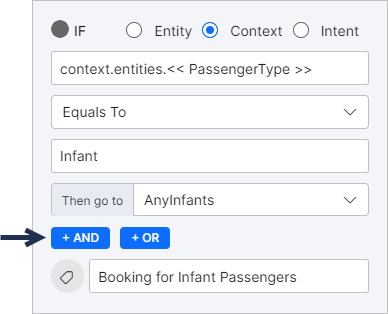 IF Entity Context Intent
context.entities.<< PassengerType >>
Equals To
Infant
Then go to AnyInfants
+ AND + OR
Booking for Infant Passengers